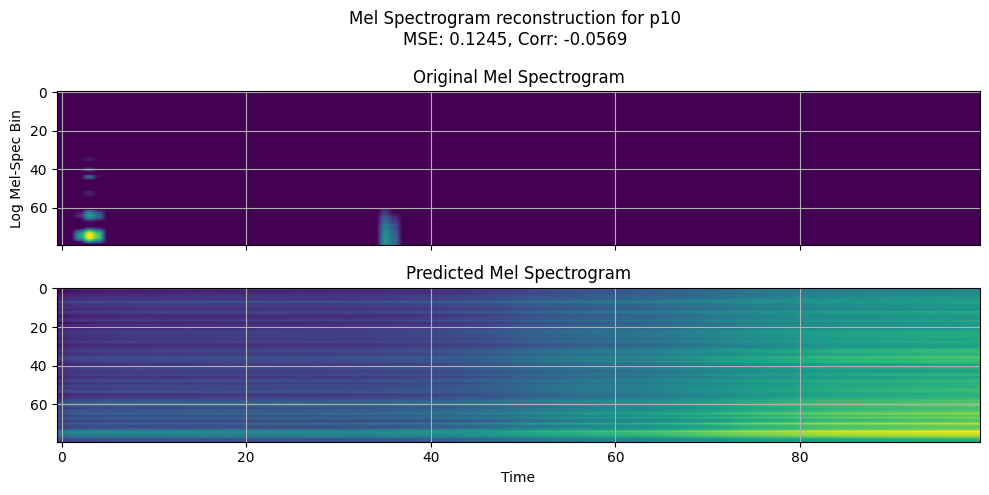 Mel Spectrogram reconstruction for p10
MSE: 0.1245, Corr: -0.0569
Original Mel Spectrogram
Log Mel-Spec Bin
0
20
40
60
Predicted Mel Spectrogram
0
20
40
60
0 20 40 60 80
Time